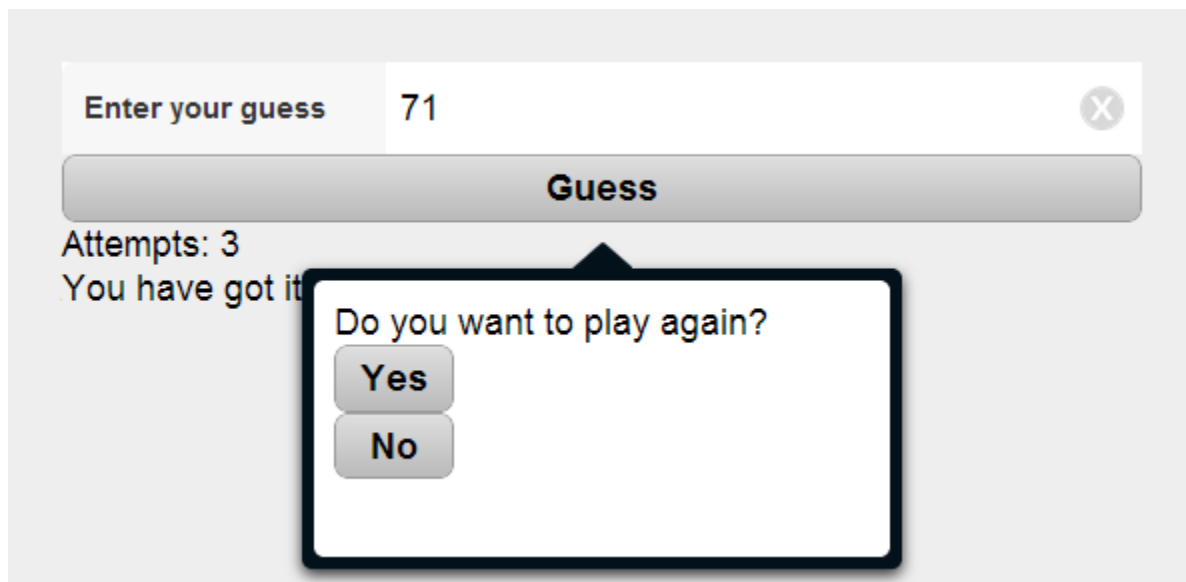 Enter your guess 71 X
Guess
Attempts: 3
You have got it
Do you want to play again?
Yes
No